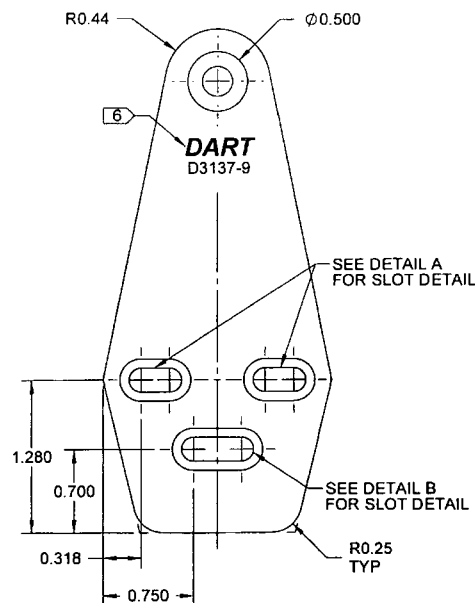 R0.44
Ø0.500
6
DART
D3137-9
SEE DETAIL A
FOR SLOT DETAIL
1.280
0.700
SEE DETAIL B
FOR SLOT DETAIL
0.318
R0.25
TYP
0.750